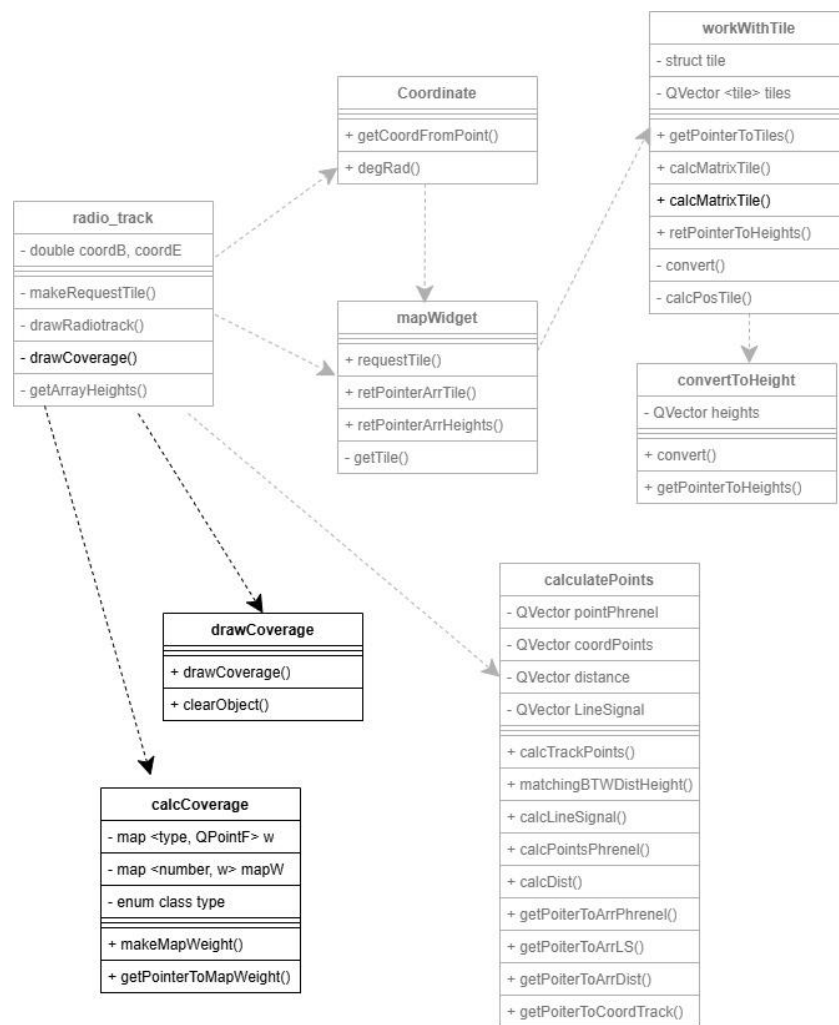 workWithTile
- struct tile
- QVector <tile> tiles
+ getPointerToTiles()
+ calcMatrixTile()
+ calcMatrixTile()
+ retPointerToHeights()
- convert()
- calcPosTile()
Coordinate
+ getCoordFromPoint()
+ degRad()
radio_track
- double coordB, coordE
- makeRequestTile()
- drawRadiotrack()
- drawCoverage()
- getArrayHeights()
mapWidget
+ requestTile()
+ retPointerArrTile()
+ retPointerArrHeights()
- getTile()
convertToHeight
- QVector heights
+ convert()
+ getPointerToHeights()
calculatePoints
- QVector pointPhrenel
- QVector coordPoints
- QVector distance
- QVector LineSignal
+ calcTrackPoints()
+ matchingBTWDistHeight()
+ calcLineSignal()
+ calcPointsPhrenel()
+ calcDist()
+ getPoiterToArrPhrenel()
+ getPoiterToArrLS()
+ getPoiterToArrDist()
+ getPoiterToCoordTrack()
drawCoverage
+ drawCoverage()
+ clearObject()
calcCoverage
- map <type, QPointF> w
- map <number, w> mapW
- enum class type
+ makeMapWeight()
+ getPointerToMapWeight()